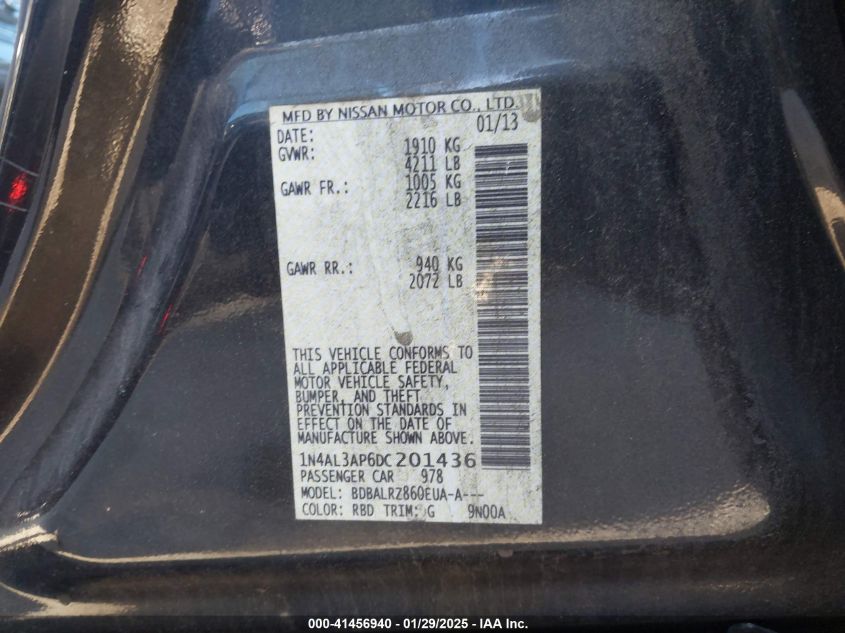 MFD BY NISSAN MOTOR CO., LTD.
DATE: 01/13
GVWR: 1910 KG
4211 LB
GAWR FR.: 1005 KG
2216 LB
GAWR RR.: 940 KG
2072 LB
THIS VEHICLE CONFORMS TO
ALL APPLICABLE FEDERAL
MOTOR VEHICLE SAFETY,
BUMPER, AND THEFT
PREVENTION STANDARDS IN
EFFECT ON THE DATE OF
MANUFACTURE SHOWN ABOVE.
1N4AL3AP6DC201436
PASSENGER CAR 978
MODEL: BDBALRZ860EUA-A---
COLOR: RBD TRIM: G 9N00A
000-41456940 / 01/29/2025 - IAA Inc.